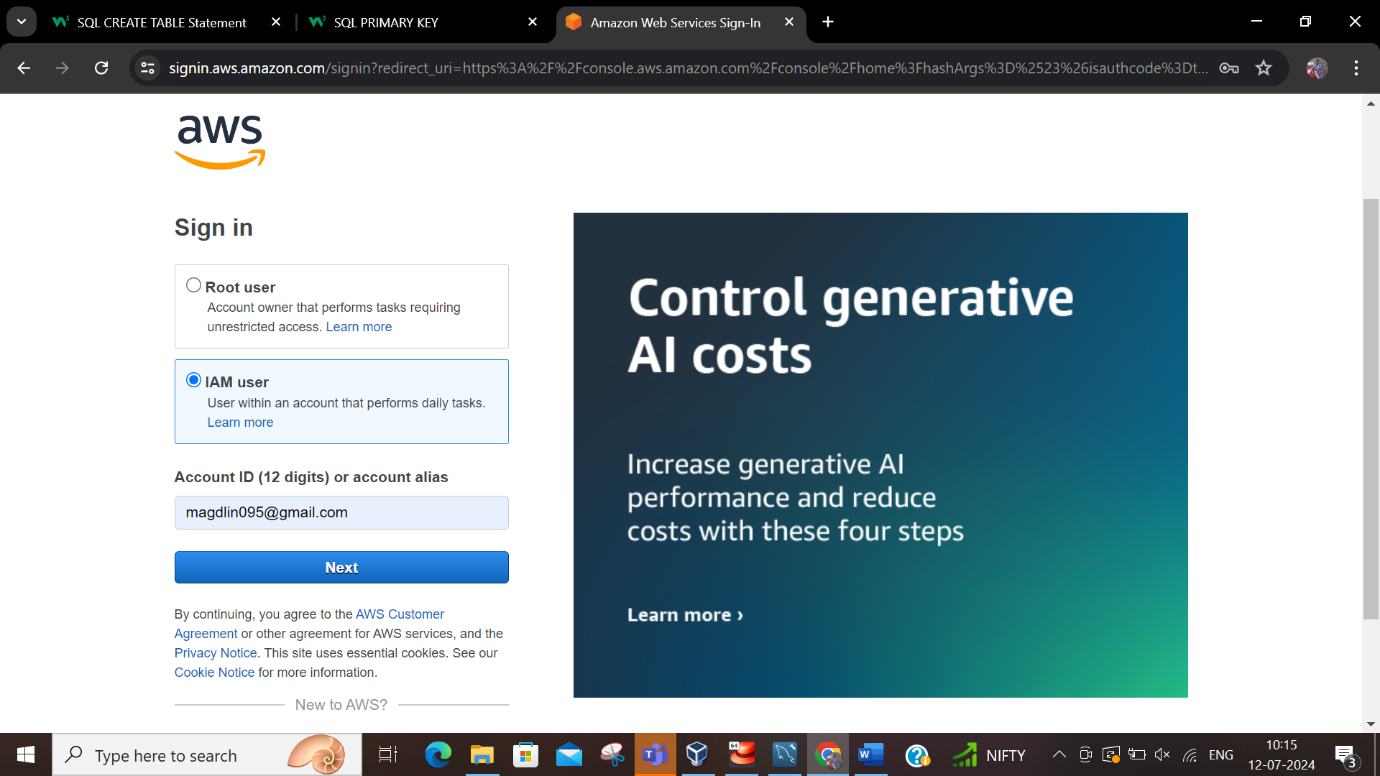 SQL CREATE TABLE Statement
SQL PRIMARY KEY
Amazon Web Services Sign-In
signin.aws.amazon.com/signin?redirect_uri=https%3A%2F%2Fconsole.aws.amazon.com%2Fconsole%2Fhome%3FhashArgs%3D%2523%26isauthcode%3Dt...
aws
Sign in
Root user
Account owner that performs tasks requiring
unrestricted access. Learn more
IAM user
User within an account that performs daily tasks.
Learn more
Account ID (12 digits) or account alias
magdlin095@gmail.com
Next
By continuing, you agree to the AWS Customer
Agreement or other agreement for AWS services, and the
Privacy Notice. This site uses essential cookies. See our
Cookie Notice for more information.
New to AWS?
Control generative
AI costs
Increase generative AI
performance and reduce
costs with these four steps
Learn more ›
Type here to search
64
NIFTY
ENG
10:15
12-07-2024
3